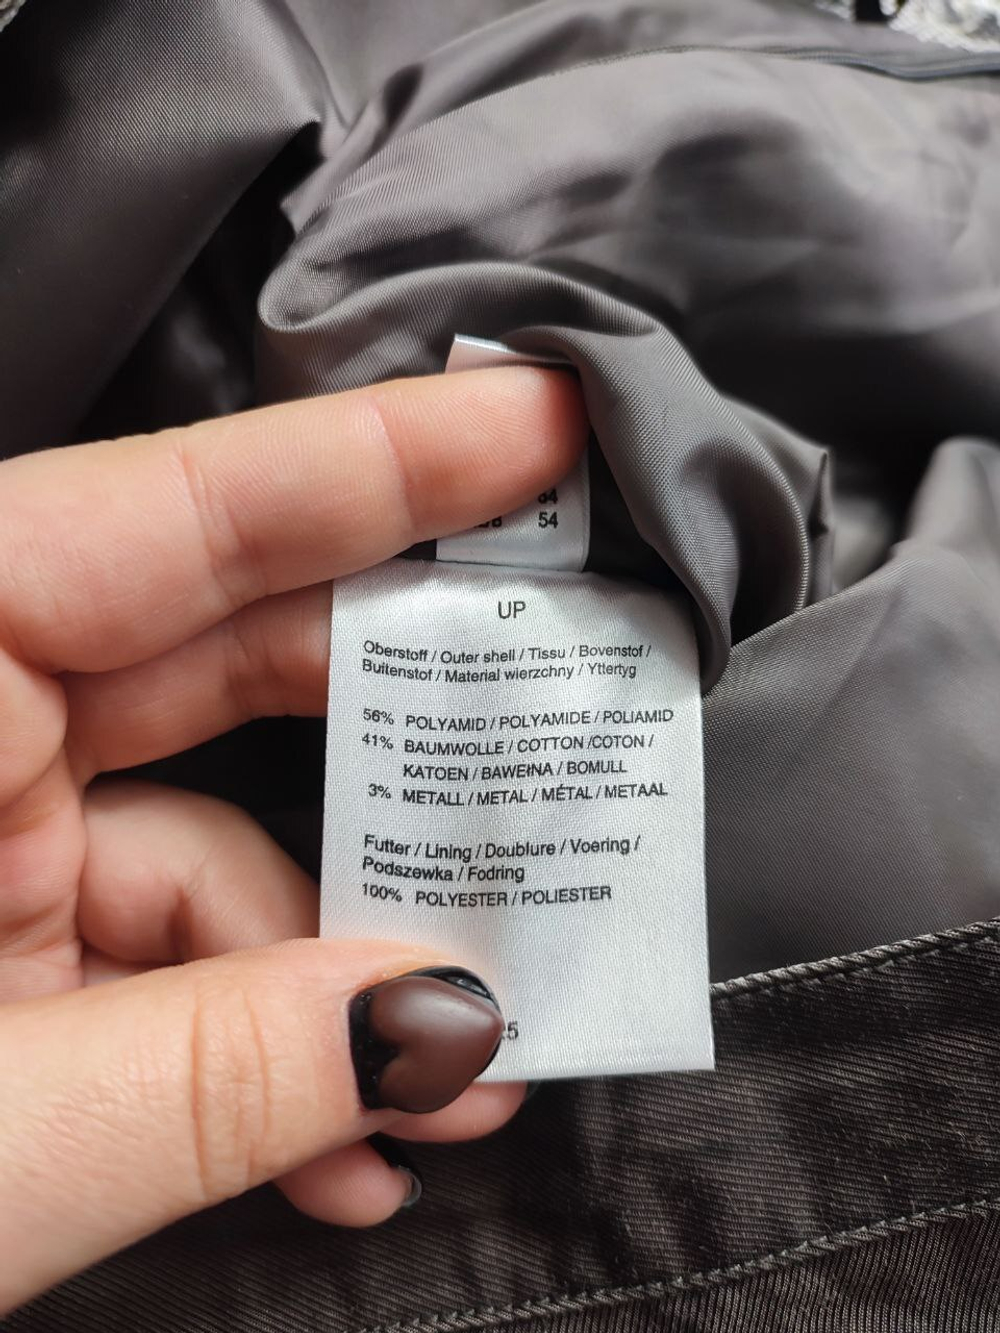 54
UP
Oberstoff / Outer shell / Tissu / Bovenstof /
Buitenstof / Material wierzchny / Yttertyg
56% POLYAMID / POLYAMIDE / POLIAMID
41% BAUMWOLLE / COTTON /COTON /
KATOEN / BAWEŁNA / BOMULL
3% METALL / METAL / MÉTAL / METAAL
Futter / Lining / Doublure / Voering /
Podszewka / Fodring
100% POLYESTER / POLIESTER